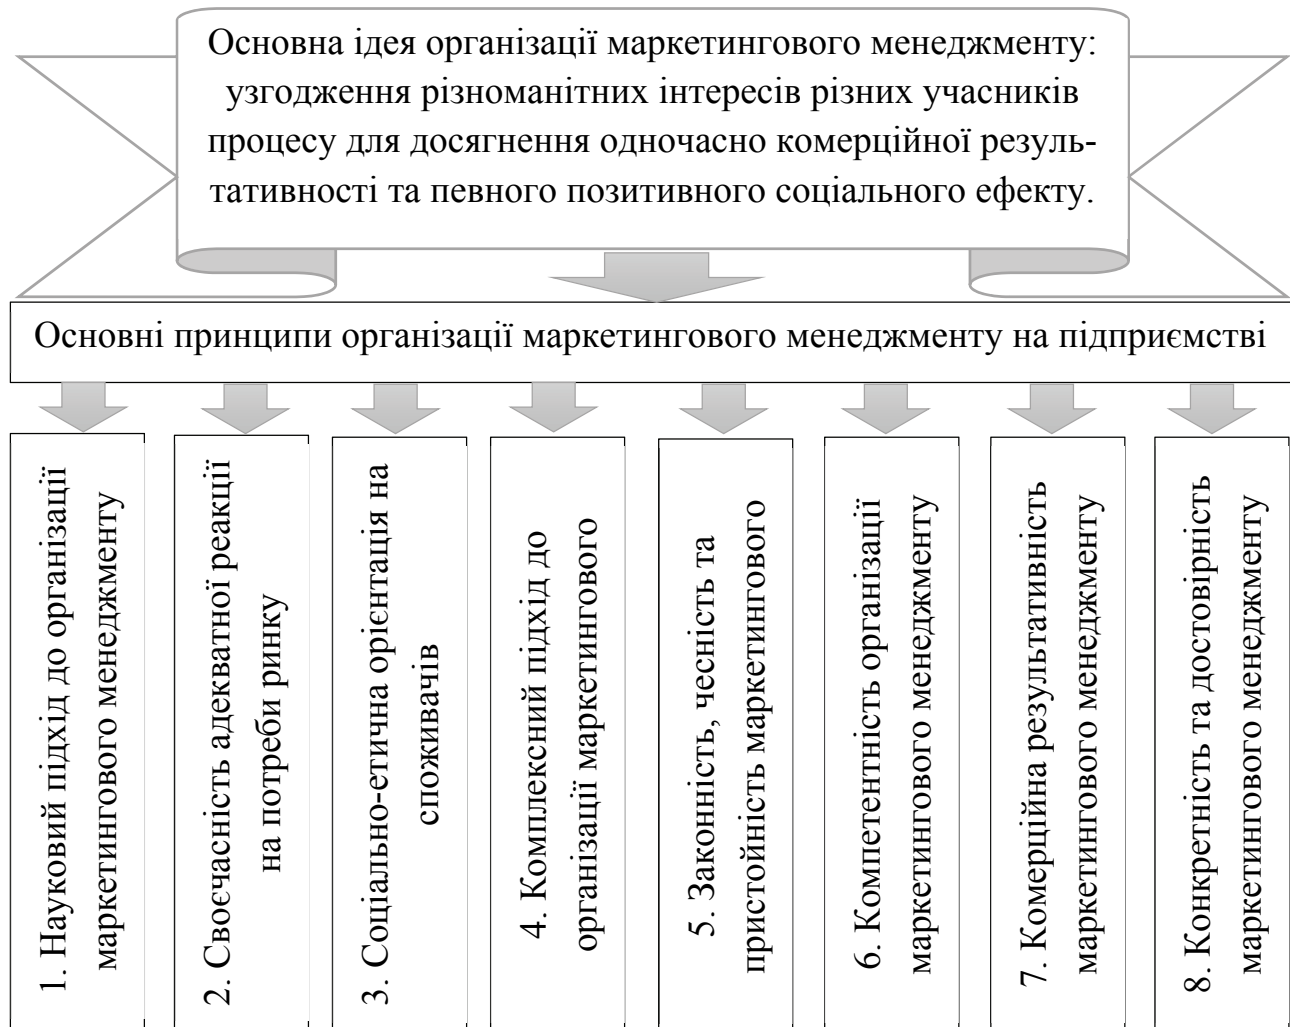 Основна ідея організації маркетингового менеджменту:
узгодження різноманітних інтересів різних учасників
процесу для досягнення одночасно комерційної резуль-
тативності та певного позитивного соціального ефекту.
Основні принципи організації маркетингового менеджменту на підприємстві
1. Науковий підхід до організації
маркетингового менеджменту
2. Своєчасність адекватної реакції
на потреби ринку
3. Соціально-етична орієнтація на
споживачів
4. Комплексний підхід до
організації маркетингового
5. Законність, чесність та
пристойність маркетингового
6. Компетентність організації
маркетингового менеджменту
7. Комерційна результативність
маркетингового менеджменту
8. Конкретність та достовірність
маркетингового менеджменту